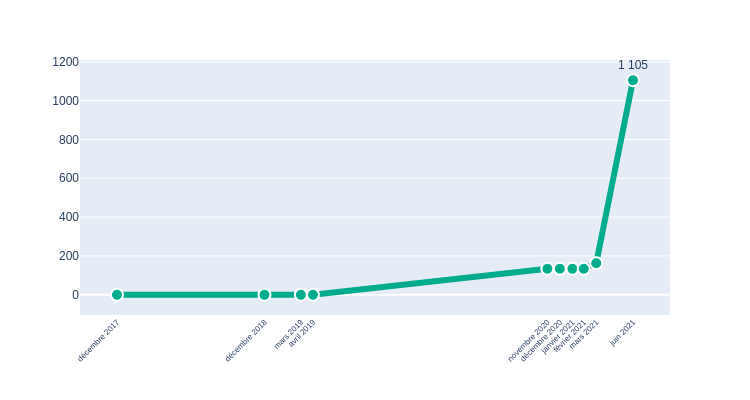 1 105
1200
1000
800
600
400
200
0
décembre 2017
décembre 2018
mars 2019
avril 2019
novembre 2020
décembre 2020
janvier 2021
février 2021
mars 2021
juin 2021